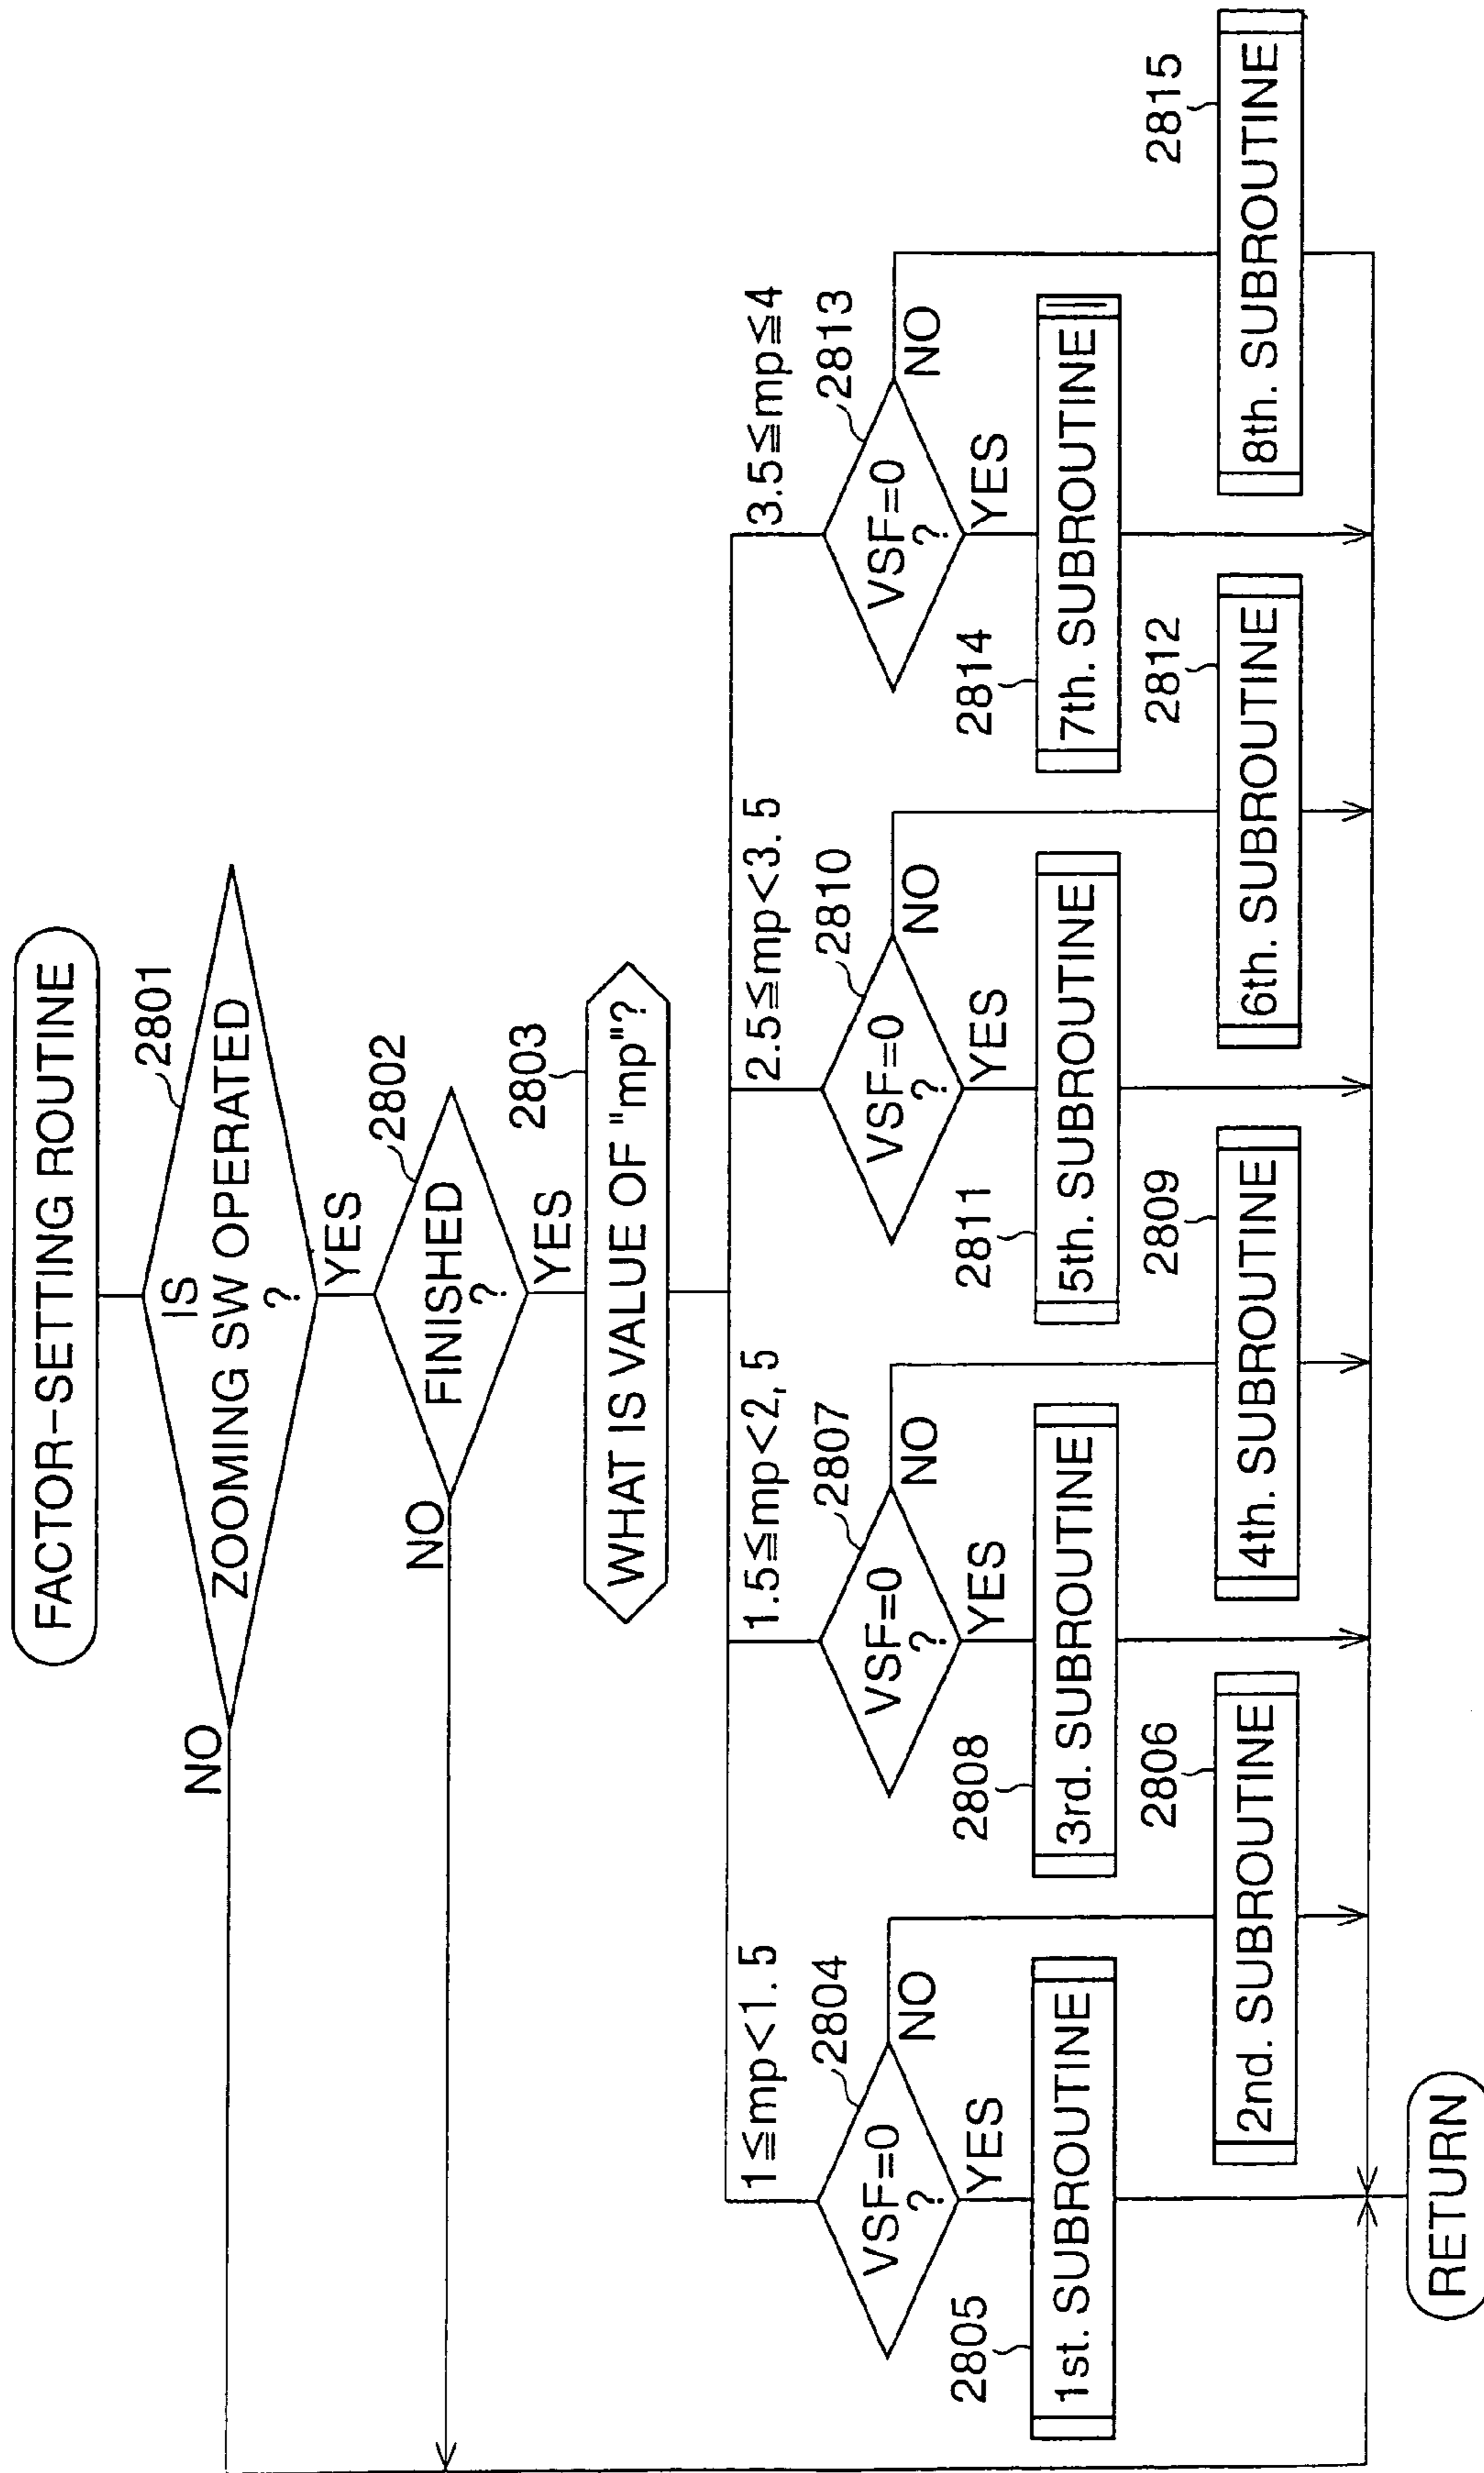 FACTOR-SETTING ROUTINE
2801
IS
ZOOMING SW OPERATED
?
NO
YES
2802
FINISHED
?
NO
YES
2803
WHAT IS VALUE OF "mp"?
1≦mp<1. 5
1.5≦mp<2, 5
2.5≦mp<3. 5
3.5≦mp≦4
2804
VSF=0
?
NO
YES
2807
VSF=0
?
NO
YES
2810
VSF=0
?
NO
YES
2813
VSF=0
?
NO
YES
2805
1st. SUBROUTINE
2808
3rd. SUBROUTINE
2811
5th. SUBROUTINE
2814
7th. SUBROUTINE
2806
2nd. SUBROUTINE
2809
4th. SUBROUTINE
2812
6th. SUBROUTINE
2815
8th. SUBROUTINE
RETURN